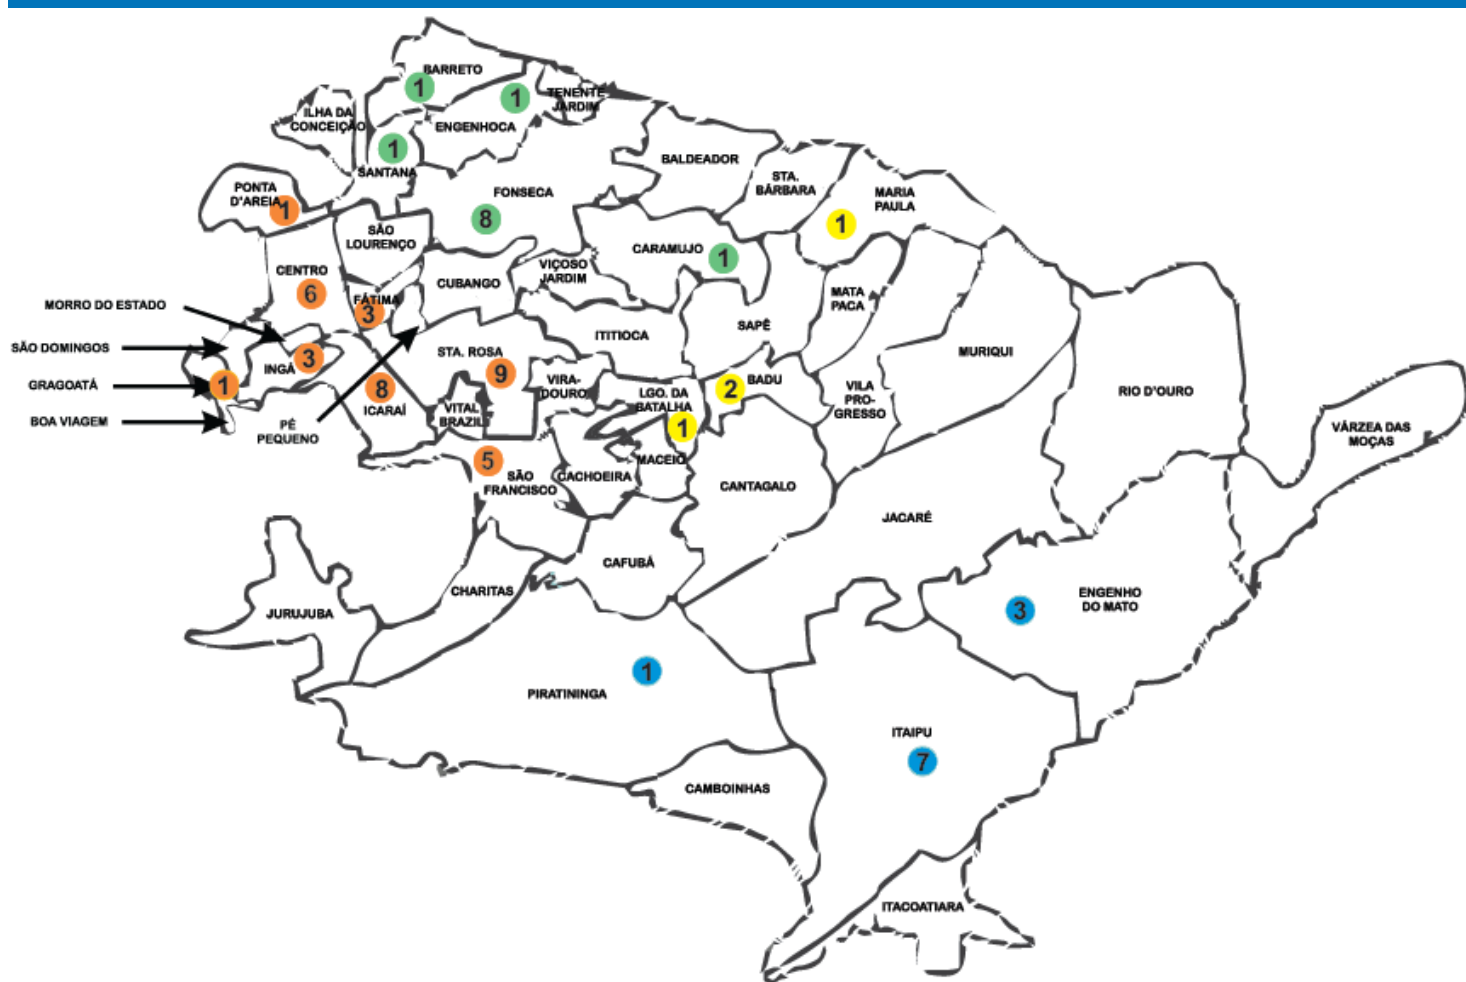 BARRETO
1
1
TENENTE
JARDIM
ILHA DA
CONCEIÇÃO
ENGENHOCA
1
SANTANA
BALDEADOR
STA.
BÁRBARA
MARIA
PAULA
1
PONTA
D'AREIA
1
FONSECA
8
SÃO
LOURENÇO
CARAMUJO
1
CENTRO
6
FÁTIMA
3
CUBANGO
VIÇOSO
JARDIM
MATA
PACA
MORRO DO ESTADO
SÃO DOMINGOS
GRAGOATÁ
1
BOA VIAGEM
INGÁ
3
PÉ
PEQUENO
8
ICARAÍ
STA. ROSA
9
ITITIOCA
SAPÊ
MURIQUI
VITAL
BRAZIL
VIRA-
DOURO
LGO. DA
BATALHA
1
2
BADU
VILA
PRO-
GRESSO
RIO D'OURO
VÁRZEA DAS
MOÇAS
5
SÃO
FRANCISCO
CACHOEIRA
MACEIÓ
CANTAGALO
JACARÉ
CAFUBÁ
CHARITAS
JURUJUBA
ENGENHO
DO MATO
3
1
PIRATININGA
ITAIPU
7
CAMBOINHAS
ITACOATIARA